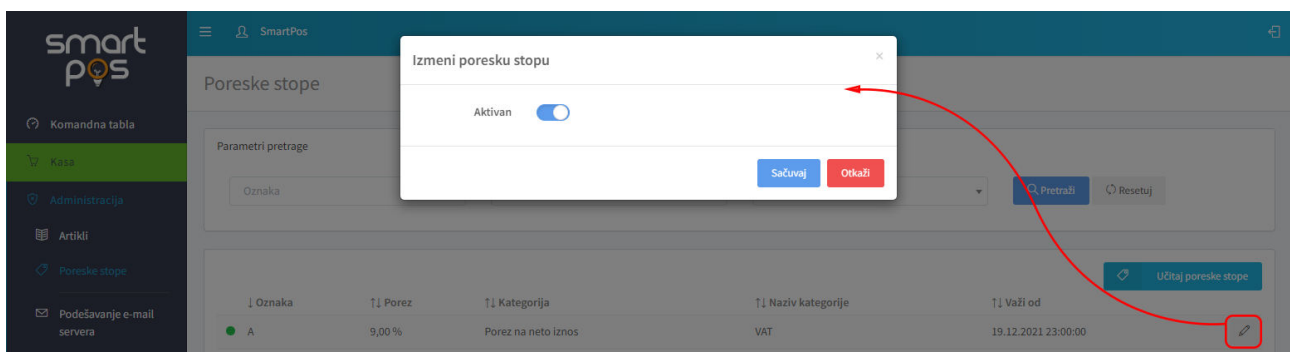 smart
pos
SmartPos
Izmeni poresku stopu
Poreske stope
Aktivan
Komandna tabla
Parametri pretrage
Kasa
Sačuvaj Otkaži
Oznaka
Pretraži Resetuj
Administracija
Artikli
Poreske stope
Učitaj poreske stope
Oznaka Porez Kategorija Naziv kategorije Važi od
Podešavanje e-mail
servera
A 9,00 % Porez na neto iznos VAT 19.12.2021 23:00:00